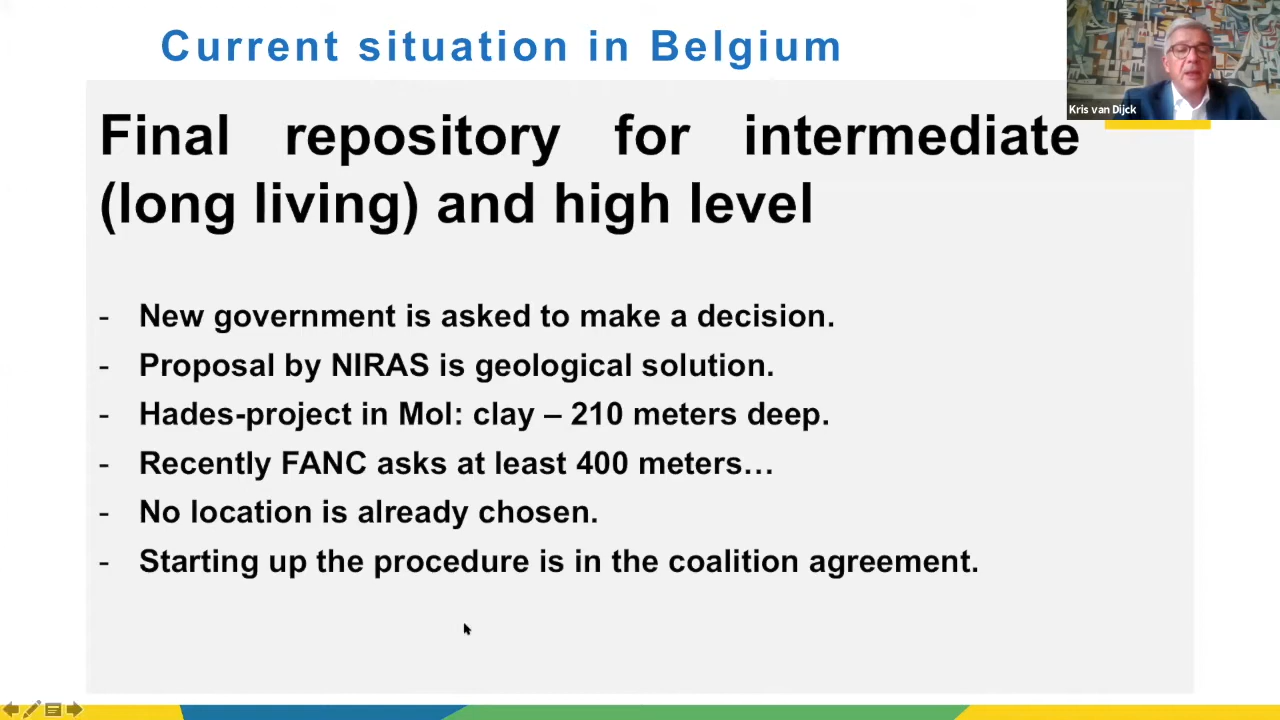 Current situation in Belgium
Kris van Dijck
Final repository for intermediate
(long living) and high level
- New government is asked to make a decision.
- Proposal by NIRAS is geological solution.
- Hades-project in Mol: clay – 210 meters deep.
- Recently FANC asks at least 400 meters…
- No location is already chosen.
- Starting up the procedure is in the coalition agreement.